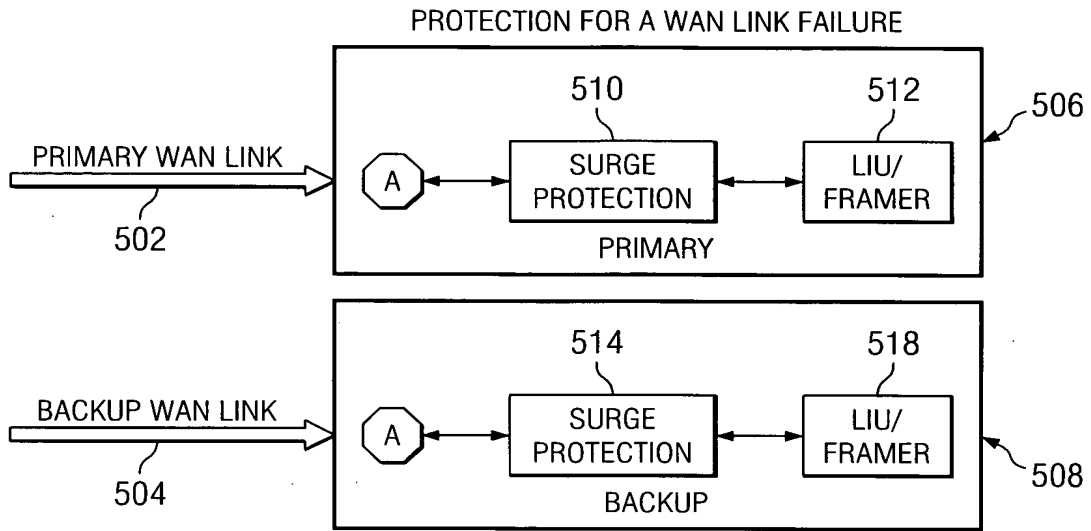 PROTECTION FOR A WAN LINK FAILURE
510
512
506
PRIMARY WAN LINK
A
SURGE
PROTECTION
LIU/
FRAMER
502
PRIMARY
514
518
BACKUP WAN LINK
A
SURGE
PROTECTION
LIU/
FRAMER
504
508
BACKUP